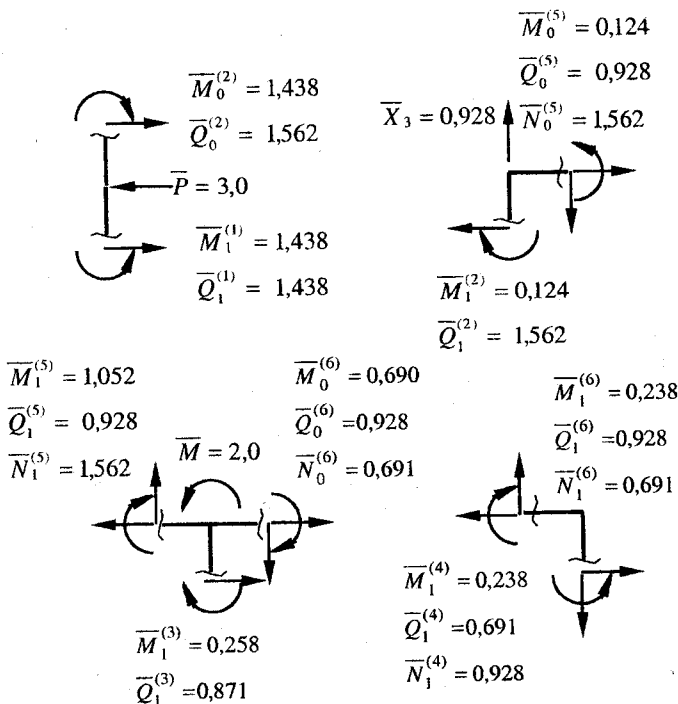 M̅₀⁽²⁾ = 1,438
Q̅₀⁽²⁾ = 1,562
P̅ = 3,0
M̅₁⁽¹⁾ = 1,438
Q̅₁⁽¹⁾ = 1,438
M̅₀⁽⁵⁾ = 0,124
Q̅₀⁽⁵⁾ = 0,928
X̅₃ = 0,928
N̅₀⁽⁵⁾ = 1,562
M̅₁⁽²⁾ = 0,124
Q̅₁⁽²⁾ = 1,562
M̅₁⁽⁵⁾ = 1,052
Q̅₁⁽⁵⁾ = 0,928
N̅₁⁽⁵⁾ = 1,562
M̅ = 2,0
M̅₀⁽⁶⁾ = 0,690
Q̅₀⁽⁶⁾ =0,928
N̅₀⁽⁶⁾ = 0,691
M̅₁⁽³⁾ = 0,258
Q̅₁⁽³⁾ = 0,871
M̅₁⁽⁶⁾ = 0,238
Q̅₁⁽⁶⁾ =0,928
N̅₁⁽⁶⁾ = 0,691
M̅₁⁽⁴⁾ = 0,238
Q̅₁⁽⁴⁾ =0,691
N̅₁⁽⁴⁾ = 0,928